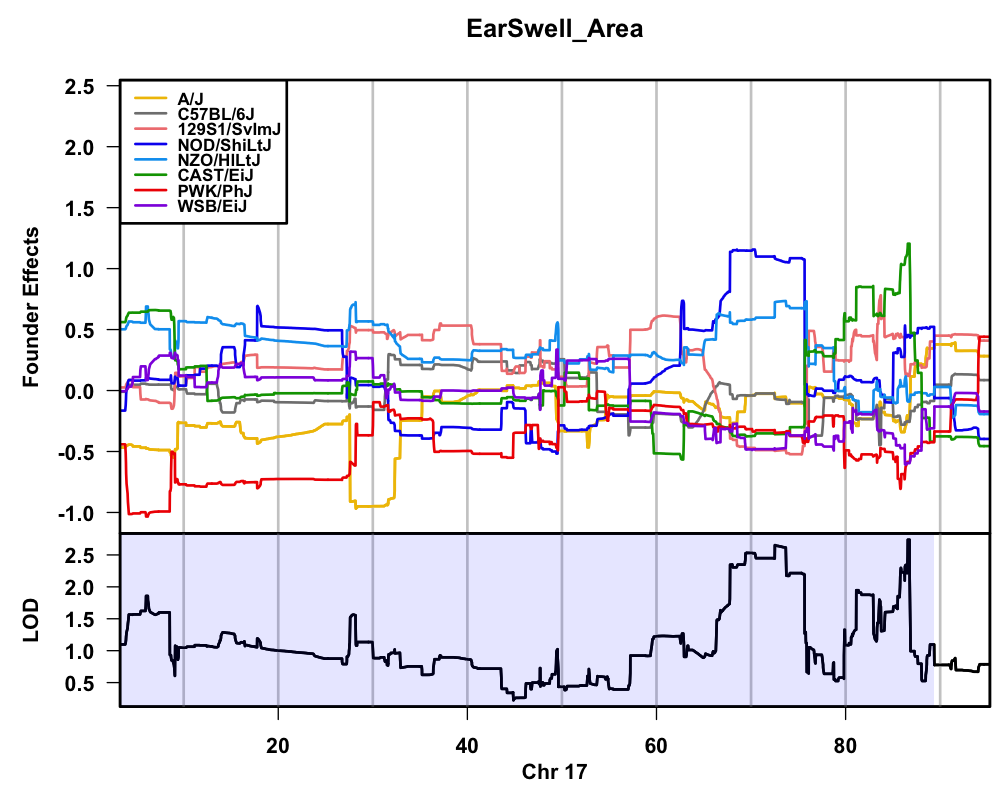 EarSwell_Area
2.5
2.0
1.5
1.0
0.5
0.0
-0.5
-1.0
Founder Effects
A/J
C57BL/6J
129S1/SvImJ
NOD/ShiLtJ
NZO/HlLtJ
CAST/EiJ
PWK/PhJ
WSB/EiJ
2.5
2.0
1.5
1.0
0.5
LOD
20 40 60 80
Chr 17